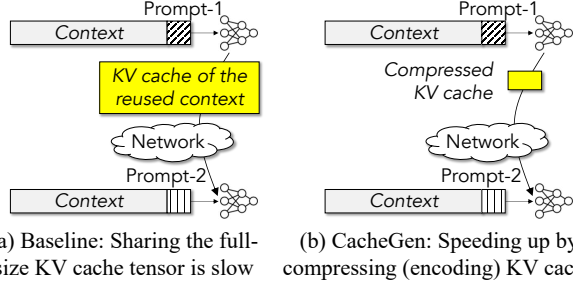 Prompt-1
Context
KV cache of the
reused context
Network
Prompt-2
Context
a) Baseline: Sharing the full-
size KV cache tensor is slow
Prompt-1
Context
Compressed
KV cache
Network
Prompt-2
Context
(b) CacheGen: Speeding up by
compressing (encoding) KV cac